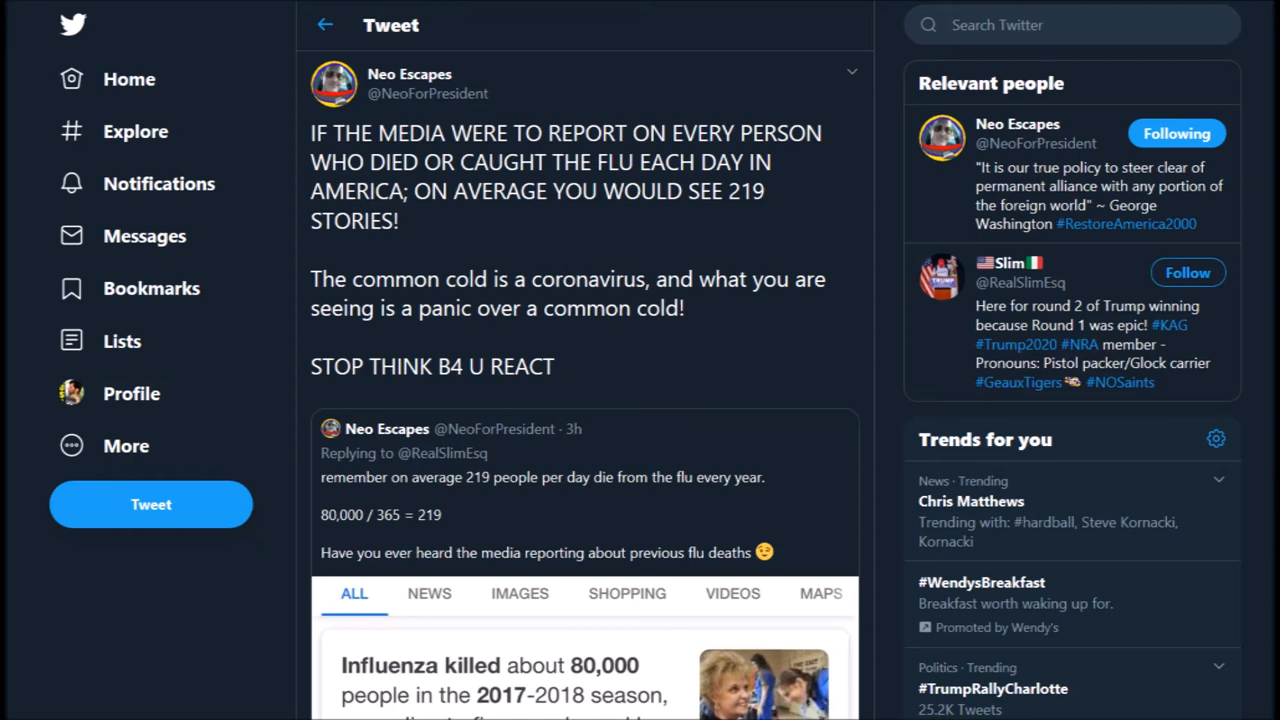 Home
Explore
Notifications
Messages
Bookmarks
Lists
Profile
More
Tweet
Tweet
Neo Escapes
@NeoForPresident
IF THE MEDIA WERE TO REPORT ON EVERY PERSON
WHO DIED OR CAUGHT THE FLU EACH DAY IN
AMERICA; ON AVERAGE YOU WOULD SEE 219
STORIES!
The common cold is a coronavirus, and what you are
seeing is a panic over a common cold!
STOP THINK B4 U REACT
Neo Escapes @NeoForPresident · 3h
Replying to @RealSlimEsq
remember on average 219 people per day die from the flu every year.
80,000 / 365 = 219
Have you ever heard the media reporting about previous flu deaths 😉
ALL NEWS IMAGES SHOPPING VIDEOS MAPS
Influenza killed about 80,000
people in the 2017-2018 season,
Search Twitter
Relevant people
Neo Escapes
@NeoForPresident
Following
"It is our true policy to steer clear of
permanent alliance with any portion of
the foreign world" ~ George
Washington #RestoreAmerica2000
🇺🇸Slim🇮🇹
@RealSlimEsq
Follow
Here for round 2 of Trump winning
because Round 1 was epic! #KAG
#Trump2020 #NRA member -
Pronouns: Pistol packer/Glock carrier
#GeauxTigers #NOSaints
Trends for you
News · Trending
Chris Matthews
Trending with: #hardball, Steve Kornacki,
Kornacki
#WendysBreakfast
Breakfast worth waking up for.
Promoted by Wendy's
Politics · Trending
#TrumpRallyCharlotte
25.2K Tweets